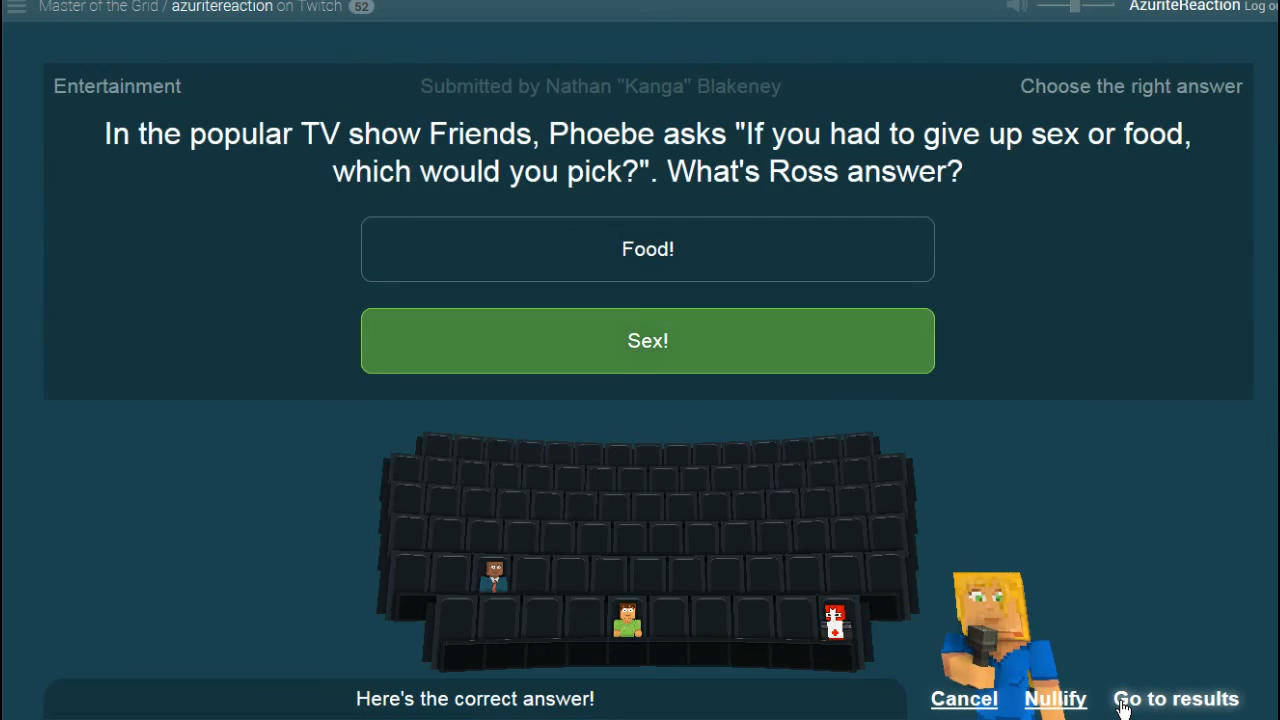 Master of the Grid / azuritereaction on Twitch 52
AzuriteReaction Log o
Entertainment
Submitted by Nathan "Kanga" Blakeney
Choose the right answer
In the popular TV show Friends, Phoebe asks "If you had to give up sex or food,
which would you pick?". What's Ross answer?
Food!
Sex!
Here's the correct answer!
Cancel Nullify Go to results